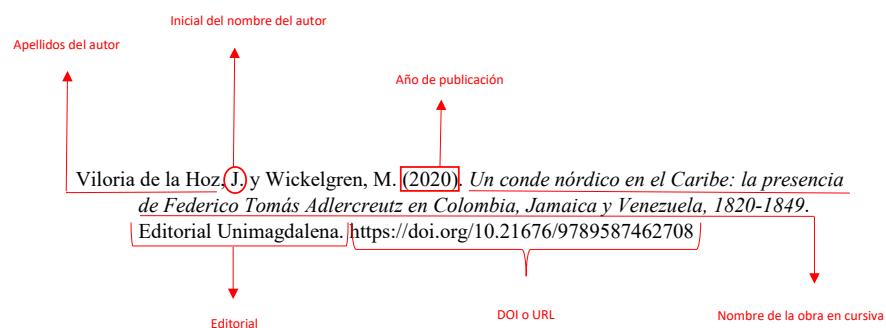 Inicial del nombre del autor
Apellidos del autor
Año de publicación
Viloria de la Hoz, J. y Wickelgren, M. (2020). Un conde nórdico en el Caribe: la presencia
de Federico Tomás Adlercreutz en Colombia, Jamaica y Venezuela, 1820-1849.
Editorial Unimagdalena. https://doi.org/10.21676/9789587462708
Editorial
DOI o URL
Nombre de la obra en cursiva